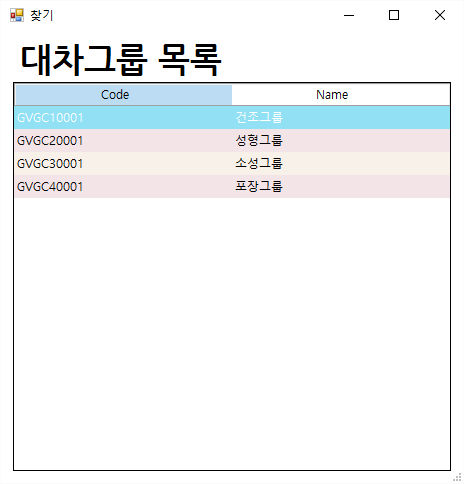 찾기
대차그룹 목록
Code Name
GVGC10001 건조그룹
GVGC20001 성형그룹
GVGC30001 소성그룹
GVGC40001 포장그룹